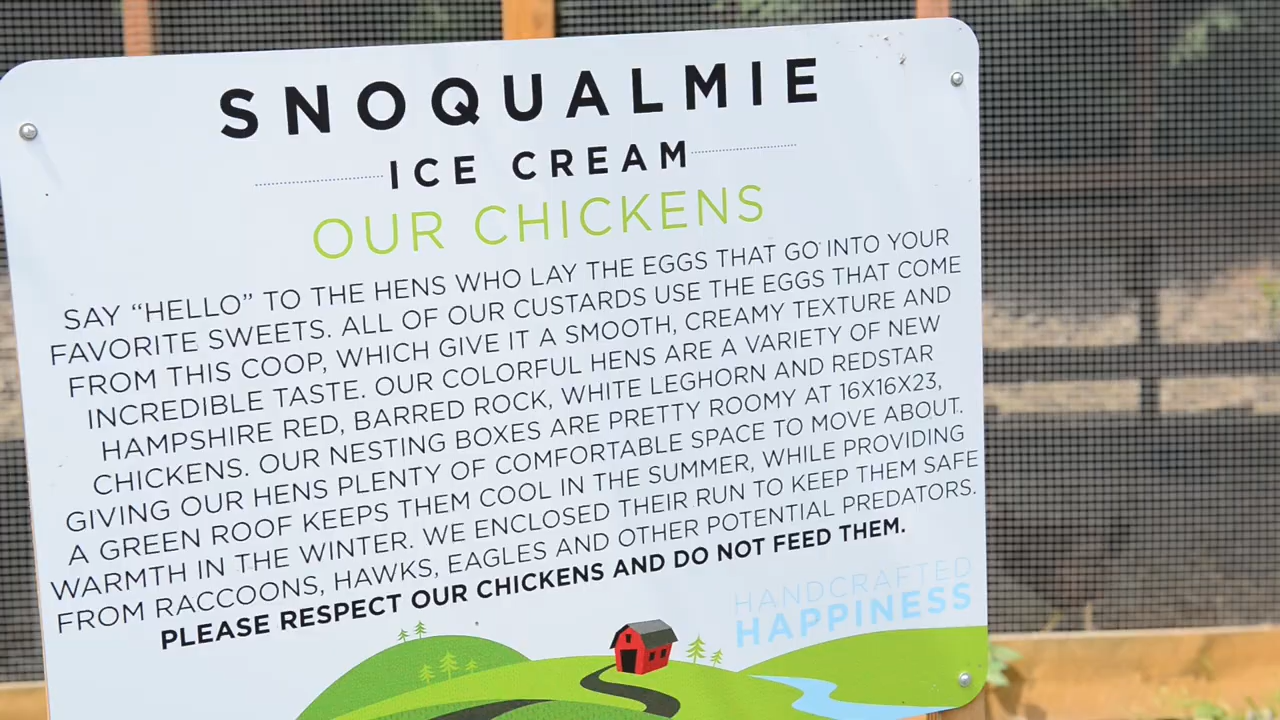 SNOQUALMIE
ICE CREAM
OUR CHICKENS
SAY “HELLO” TO THE HENS WHO LAY THE EGGS THAT GO INTO YOUR
FAVORITE SWEETS. ALL OF OUR CUSTARDS USE THE EGGS THAT COME
FROM THIS COOP, WHICH GIVE IT A SMOOTH, CREAMY TEXTURE AND
INCREDIBLE TASTE. OUR COLORFUL HENS ARE A VARIETY OF NEW
HAMPSHIRE RED, BARRED ROCK, WHITE LEGHORN AND REDSTAR
CHICKENS. OUR NESTING BOXES ARE PRETTY ROOMY AT 16X16X23,
GIVING OUR HENS PLENTY OF COMFORTABLE SPACE TO MOVE ABOUT.
A GREEN ROOF KEEPS THEM COOL IN THE SUMMER, WHILE PROVIDING
WARMTH IN THE WINTER. WE ENCLOSED THEIR RUN TO KEEP THEM SAFE
FROM RACCOONS, HAWKS, EAGLES AND OTHER POTENTIAL PREDATORS.
PLEASE RESPECT OUR CHICKENS AND DO NOT FEED THEM.
HANDCRAFTED
HAPPINESS